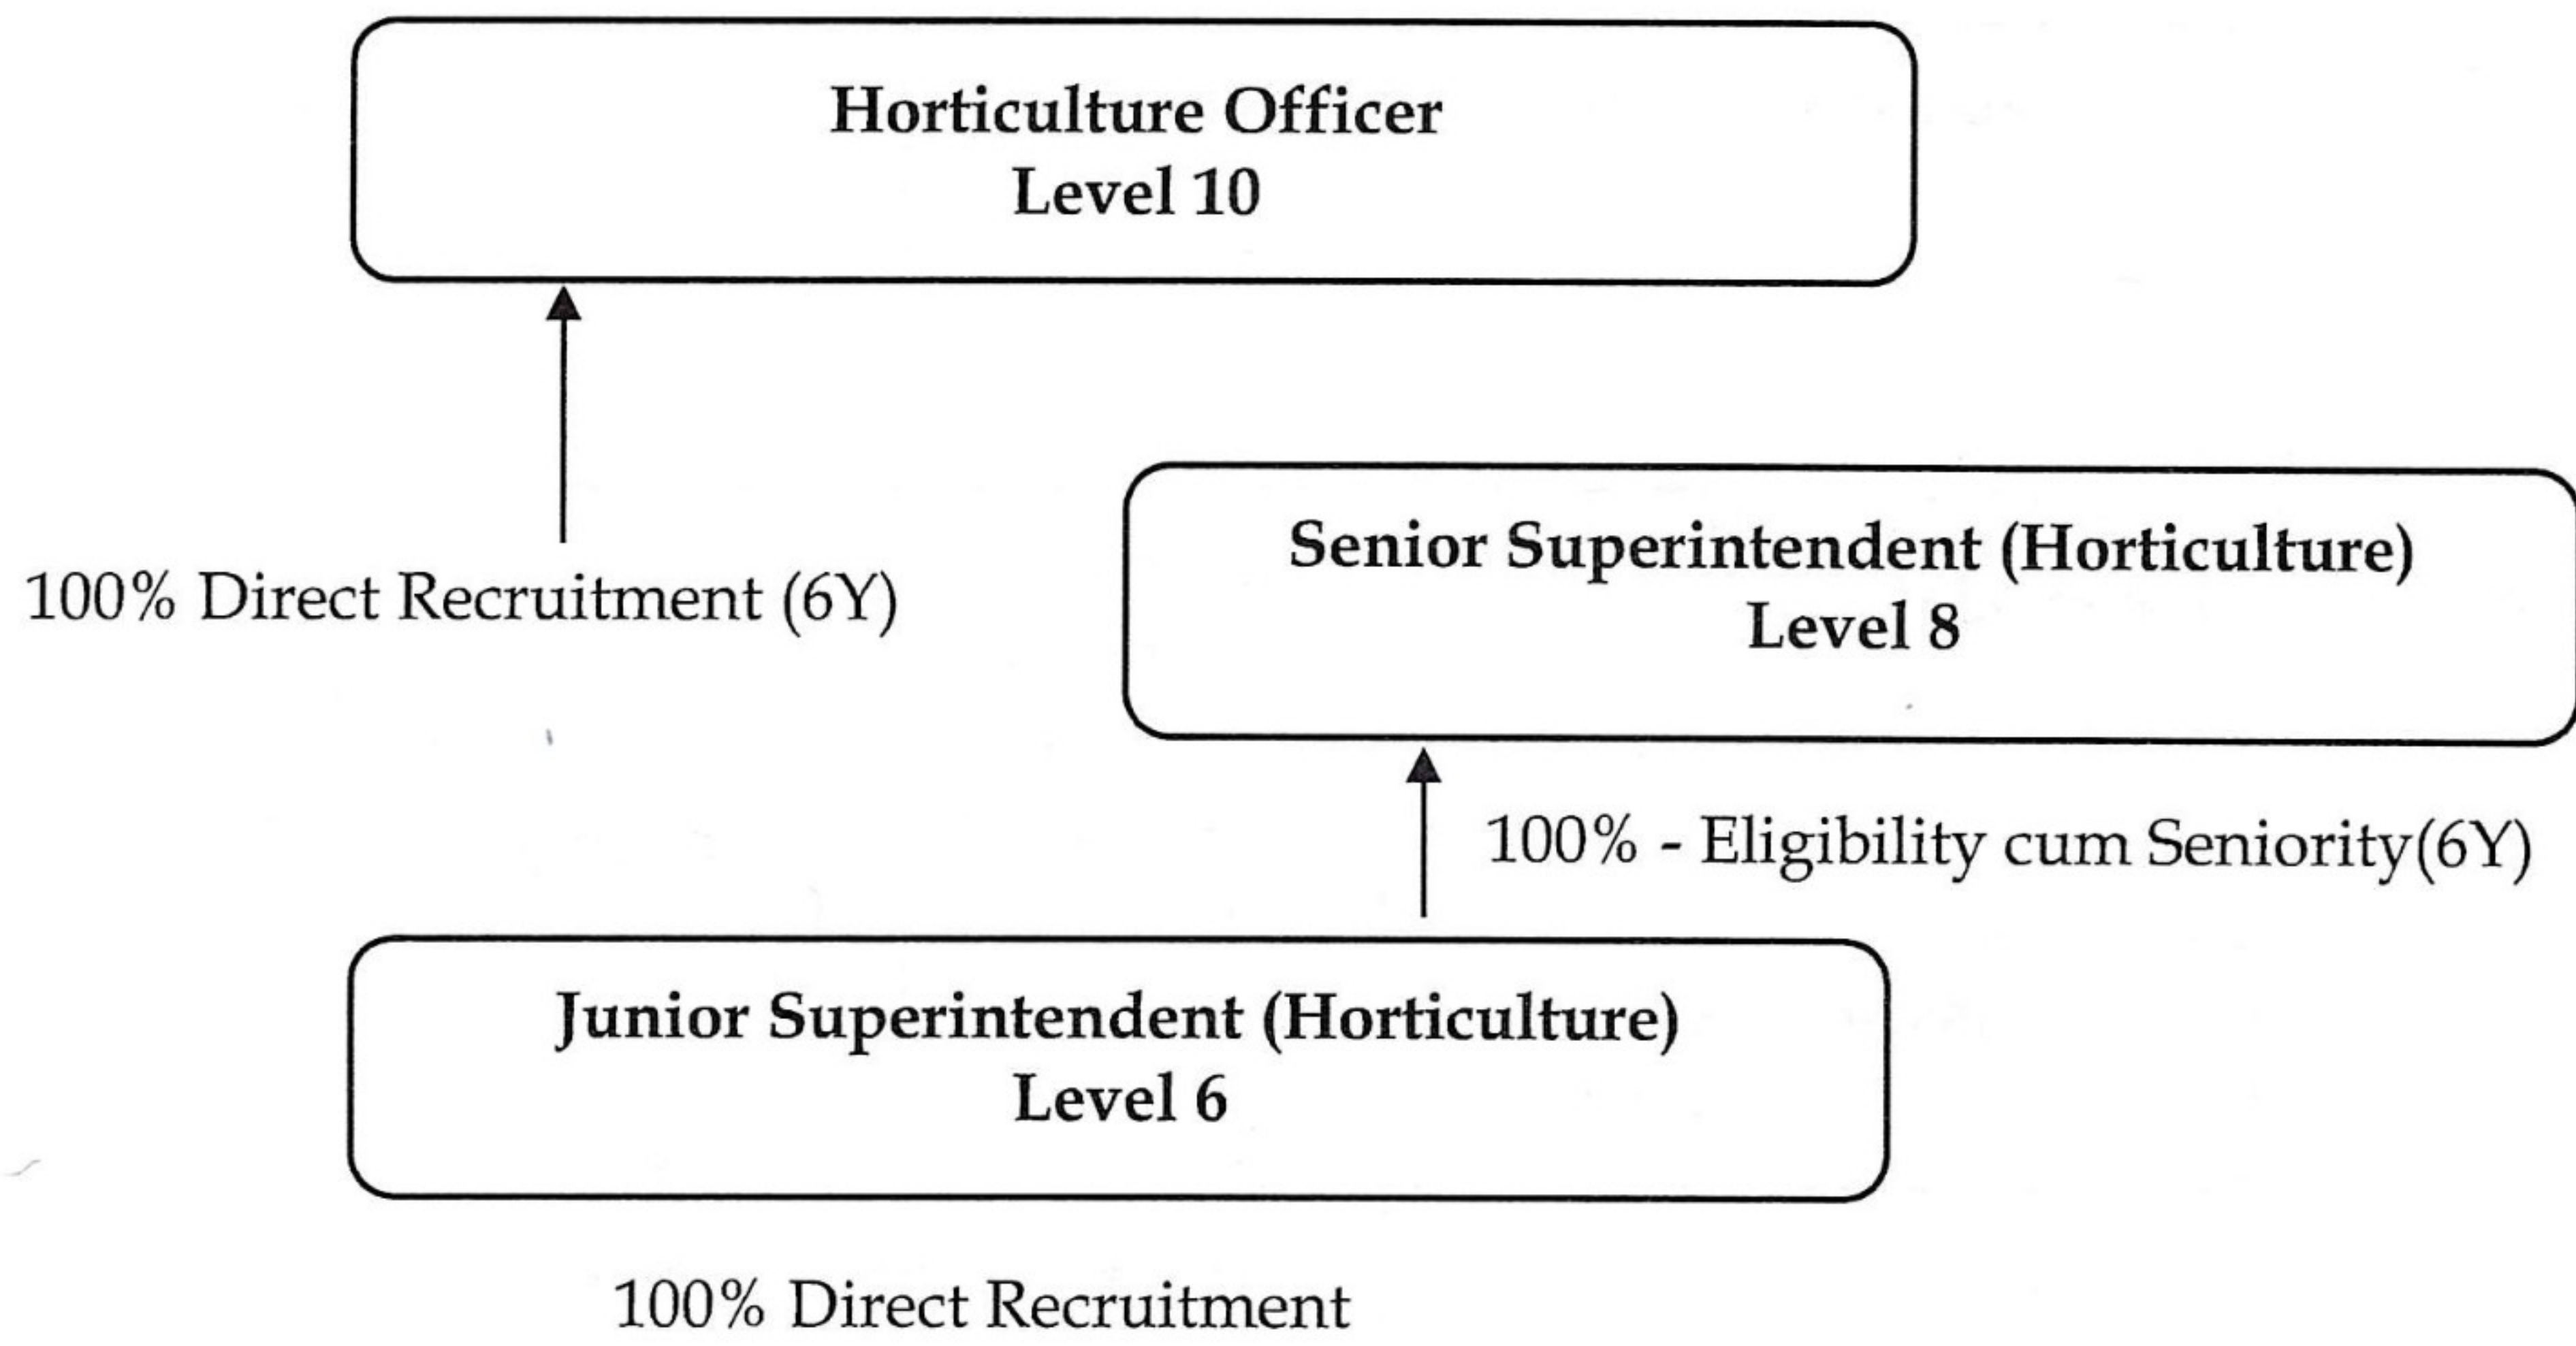 Horticulture Officer
Level 10
100% Direct Recruitment (6Y)
Senior Superintendent (Horticulture)
Level 8
100% - Eligibility cum Seniority(6Y)
Junior Superintendent (Horticulture)
Level 6
100% Direct Recruitment